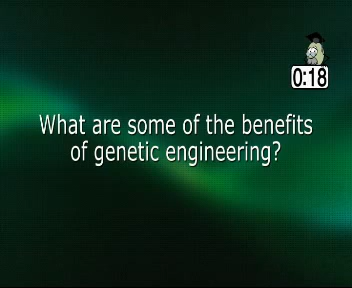 0:18
What are some of the benefits
of genetic engineering?